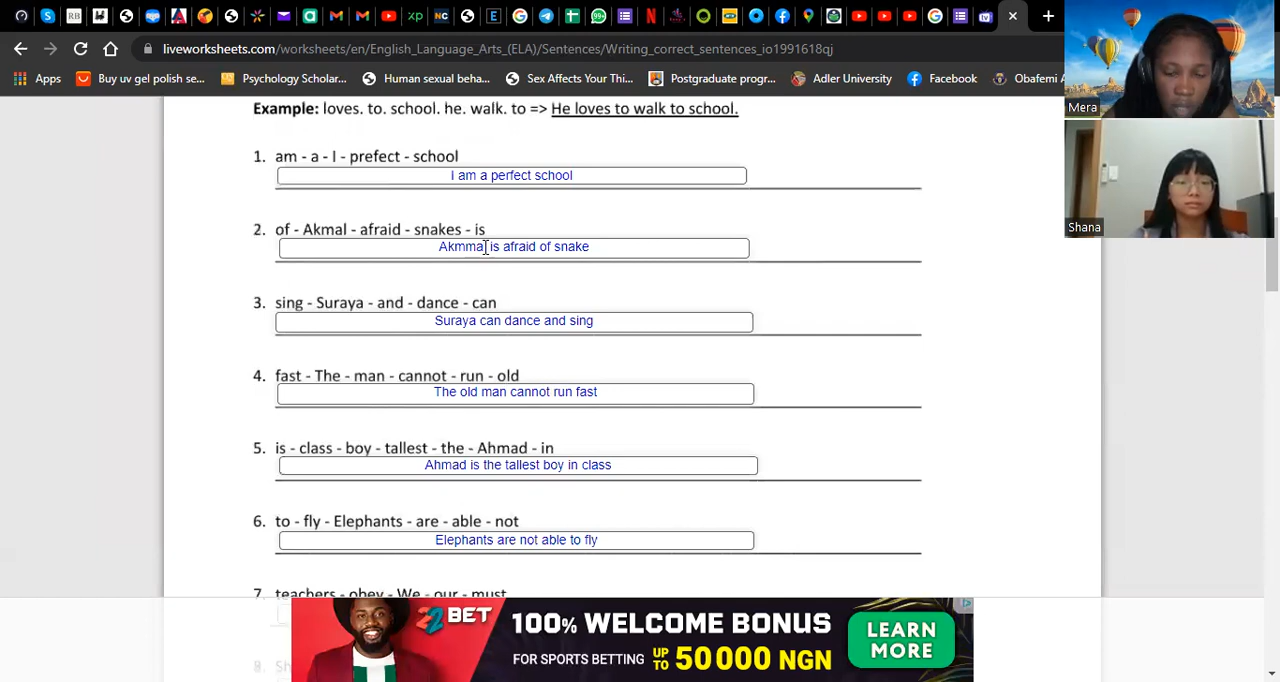 liveworksheets.com/worksheets/en/English_Language_Arts_(ELA)/Sentences/Writing_correct_sentences_io1991618qj
Apps Buy uv gel polish se... Psychology Scholar... Human sexual beha... Sex Affects Your Thi... Postgraduate progr... Adler University Facebook Obafemi A
Example: loves. to. school. he. walk. to => He loves to walk to school.
1. am - a - I - prefect - school
I am a perfect school
2. of - Akmal - afraid - snakes - is
Akmma is afraid of snake
3. sing - Suraya - and - dance - can
Suraya can dance and sing
4. fast - The - man - cannot - run - old
The old man cannot run fast
5. is - class - boy - tallest - the - Ahmad - in
Ahmad is the tallest boy in class
6. to - fly - Elephants - are - able - not
Elephants are not able to fly
7. teachers - obey - We - our - must
8. Sh
22BET
100% WELCOME BONUS
FOR SPORTS BETTING UP TO 50 000 NGN
LEARN
MORE
Mera
Shana